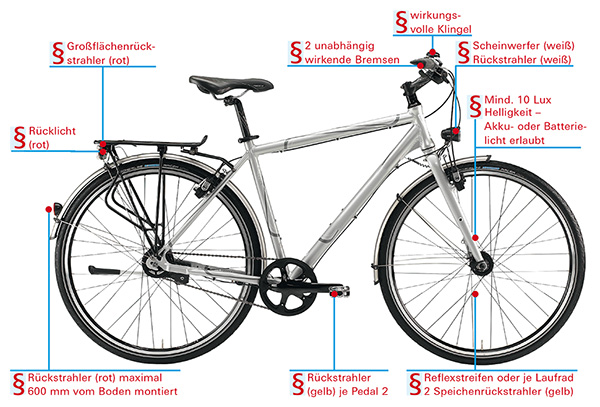 § wirkungs-
volle Klingel
§ Großflächenrück-
strahler (rot)
§ 2 unabhängig
wirkende Bremsen
§ Scheinwerfer (weiß)
Rückstrahler (weiß)
§ Mind. 10 Lux
Helligkeit –
Akku- oder Batterie-
licht erlaubt
§ Rücklicht
(rot)
§ Rückstrahler (rot) maximal
600 mm vom Boden montiert
§ Rückstrahler
(gelb) je Pedal 2
§ Reflexstreifen oder je Laufrad
2 Speichenrückstrahler (gelb)